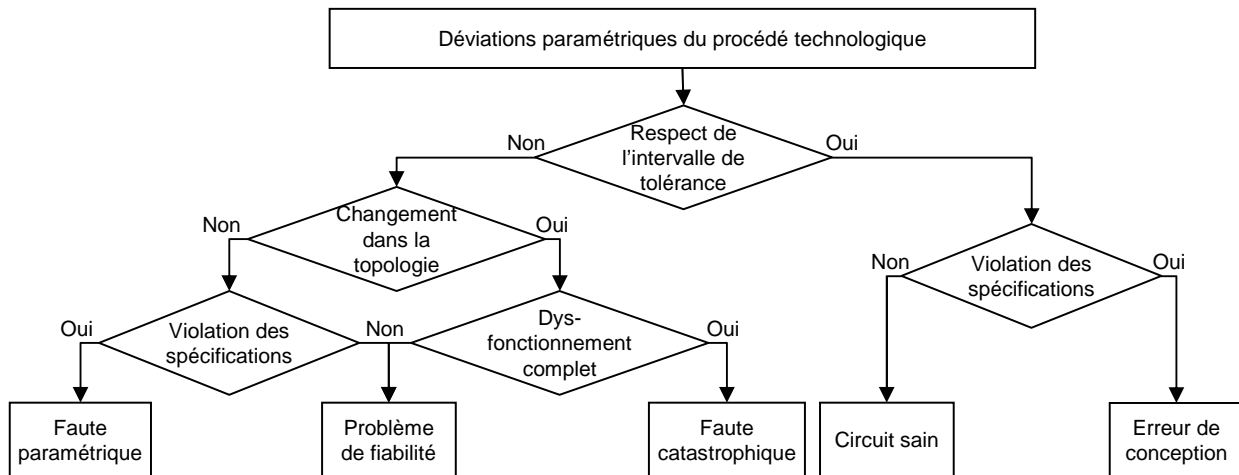 Déviations paramétriques du procédé technologique
Non
Respect de
l'intervalle de
tolérance
Oui
Non
Changement
dans la
topologie
Oui
Non
Violation des
spécifications
Oui
Oui
Violation des
spécifications
Non
Dys-
fonctionnement
complet
Oui
Faute
paramétrique
Problème
de fiabilité
Faute
catastrophique
Circuit sain
Erreur de
conception